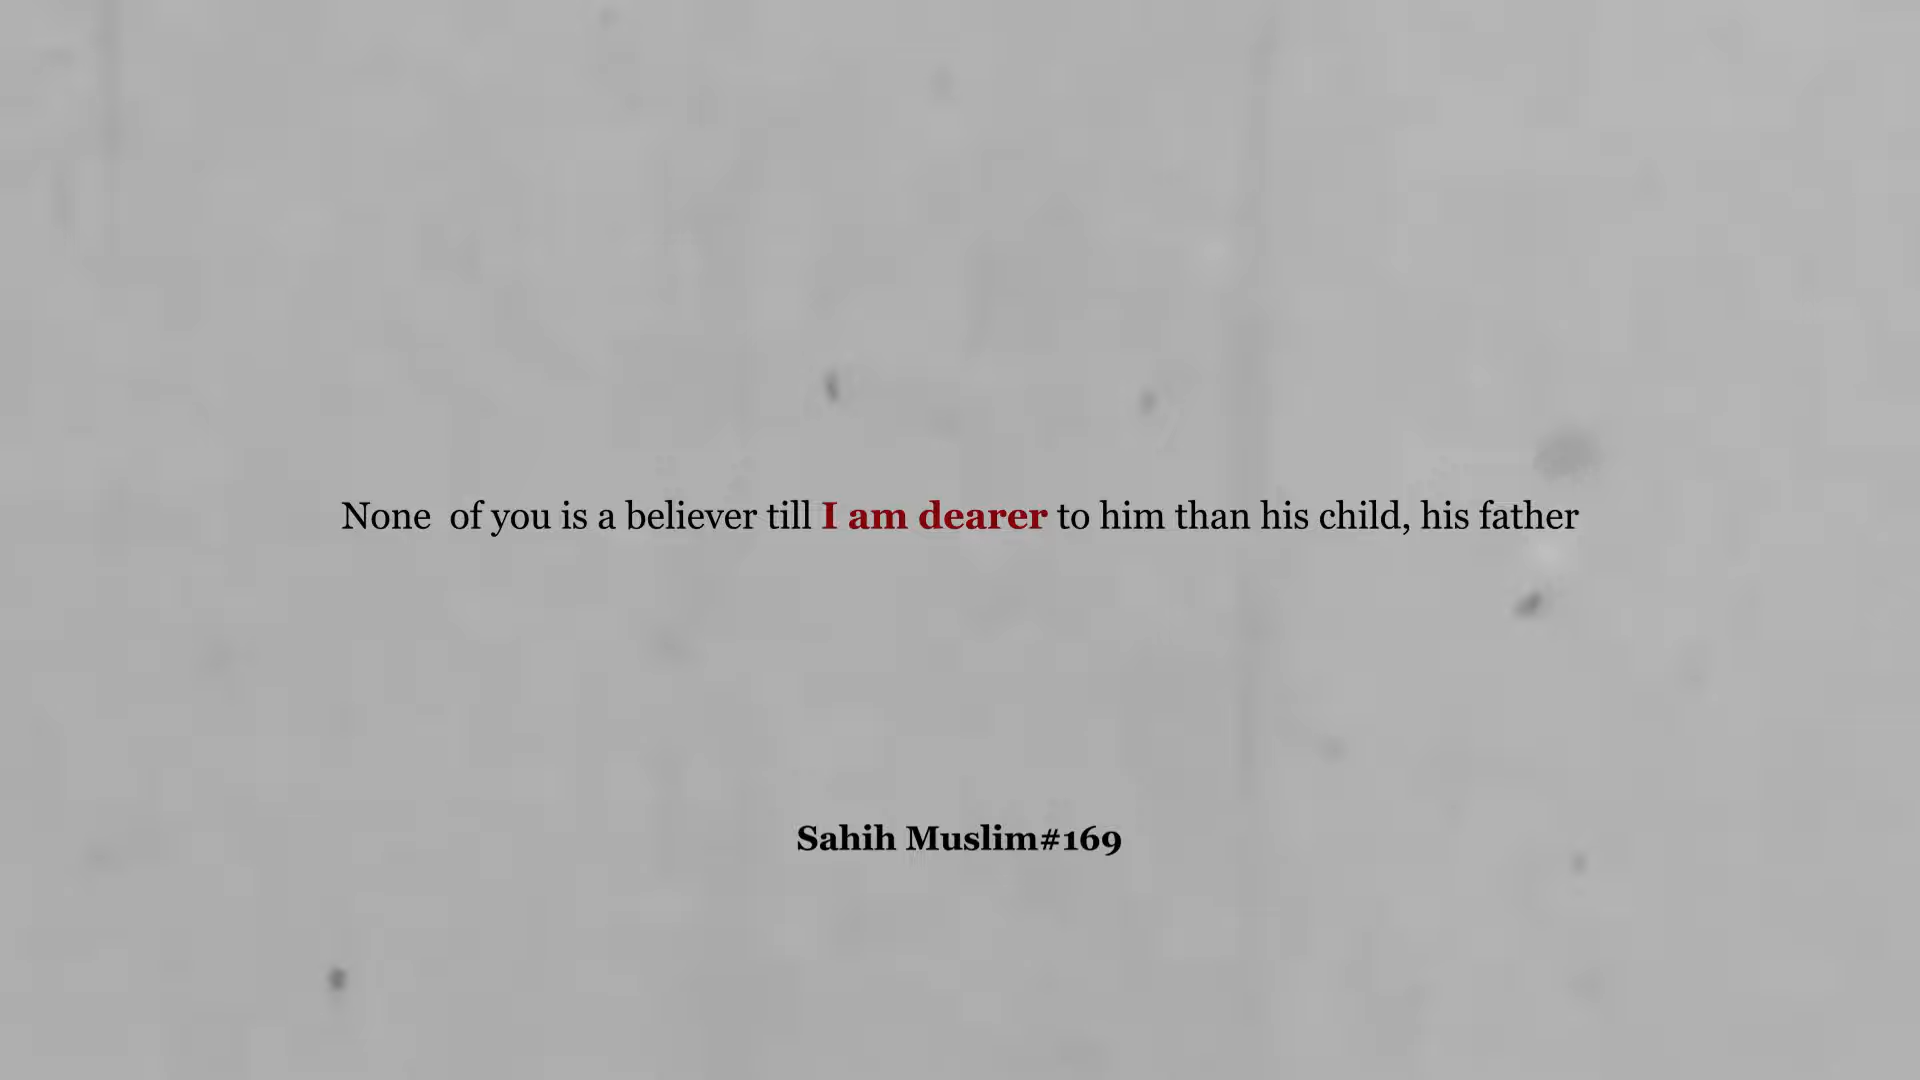 None  of you is a believer till I am dearer to him than his child, his father
Sahih Muslim#169